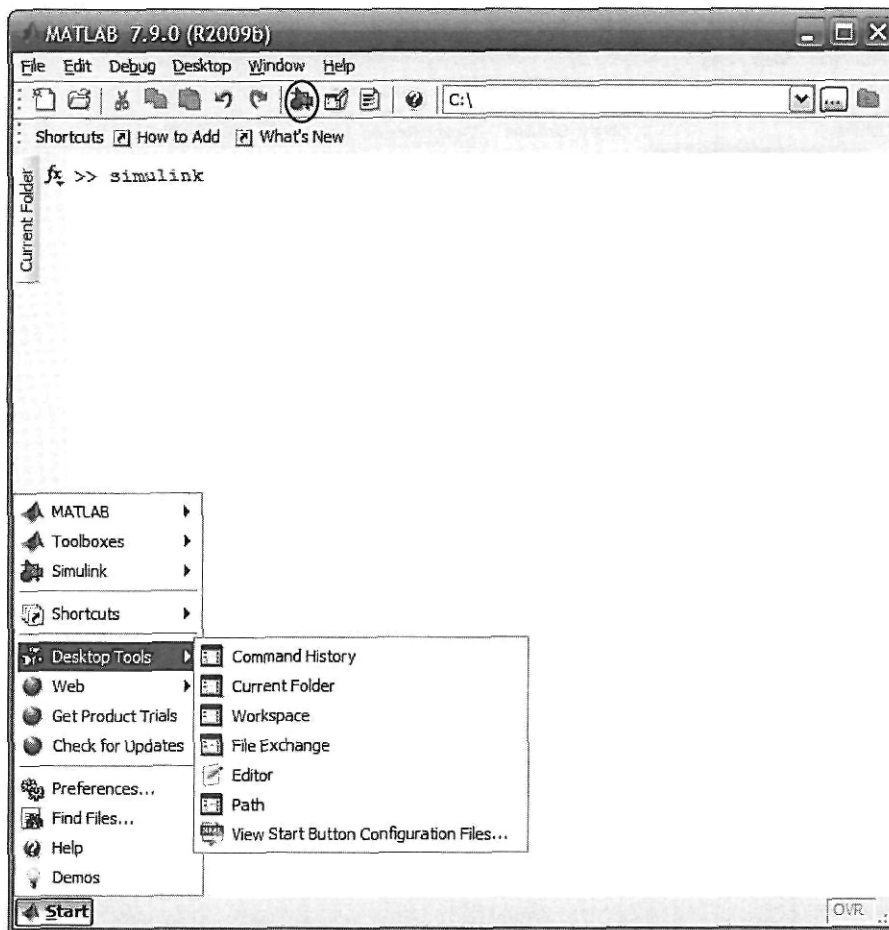 MATLAB 7.9.0 (R2009b)
File Edit Debug Desktop Window Help
C:\
Shortcuts How to Add What's New
Current Folder
fx >> simulink
MATLAB
Toolboxes
Simulink
Shortcuts
Desktop Tools
Web
Get Product Trials
Check for Updates
Preferences...
Find Files...
Help
Demos
Command History
Current Folder
Workspace
File Exchange
Editor
Path
View Start Button Configuration Files...
Start
OVR